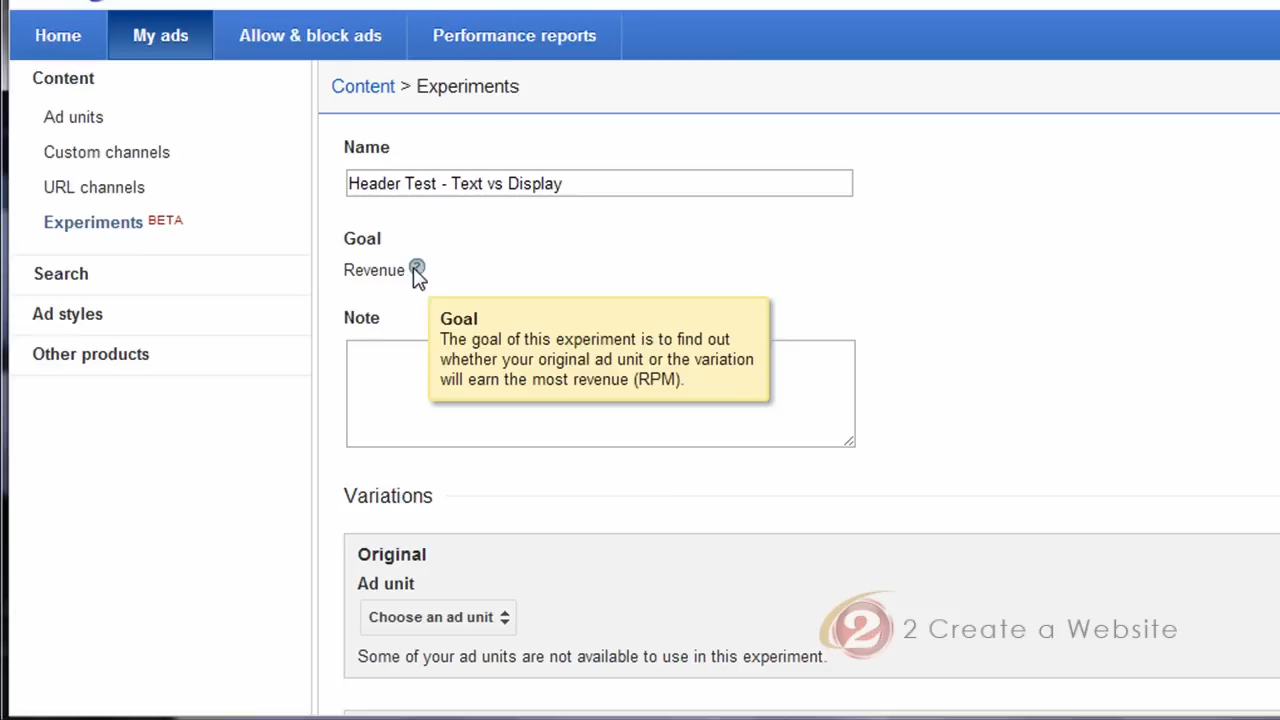 Home
My ads
Allow & block ads
Performance reports
Content
Ad units
Custom channels
URL channels
Experiments BETA
Search
Ad styles
Other products
Content > Experiments
Name
Header Test - Text vs Display
Goal
Revenue ?
Goal
The goal of this experiment is to find out
whether your original ad unit or the variation
will earn the most revenue (RPM).
Note
Variations
Original
Ad unit
Choose an ad unit
Some of your ad units are not available to use in this experiment.
2 2 Create a Website